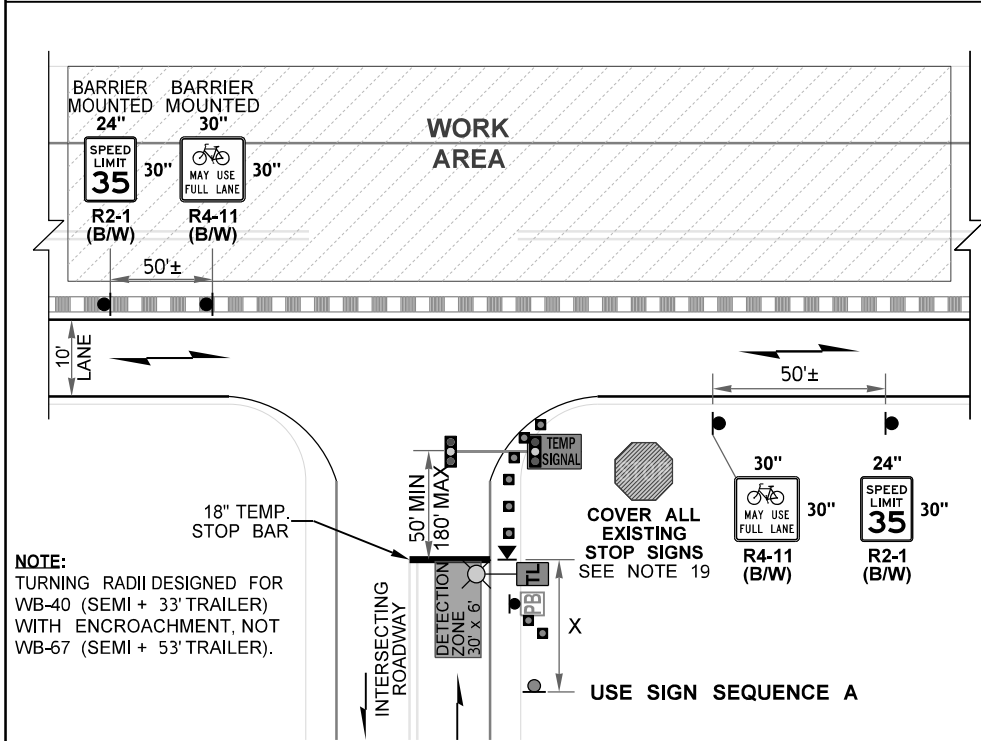 BARRIER
MOUNTED
24"
SPEED
LIMIT
35
30"
R2-1
(B/W)
BARRIER
MOUNTED
30"
MAY USE
FULL LANE
30"
R4-11
(B/W)
50'±
WORK
AREA
10'
LANE
50'±
TEMP
SIGNAL
50' MIN
180' MAX
STOP
COVER ALL
EXISTING
STOP SIGNS
SEE NOTE 19
30"
MAY USE
FULL LANE
30"
R4-11
(B/W)
24"
SPEED
LIMIT
35
30"
R2-1
(B/W)
18" TEMP.
STOP BAR
NOTE:
TURNING RADII DESIGNED FOR
WB-40 (SEMI + 33' TRAILER)
WITH ENCROACHMENT, NOT
WB-67 (SEMI + 53' TRAILER).
DETECTION
ZONE
30' x 6'
TL
PB
X
INTERSECTING
ROADWAY
USE SIGN SEQUENCE A